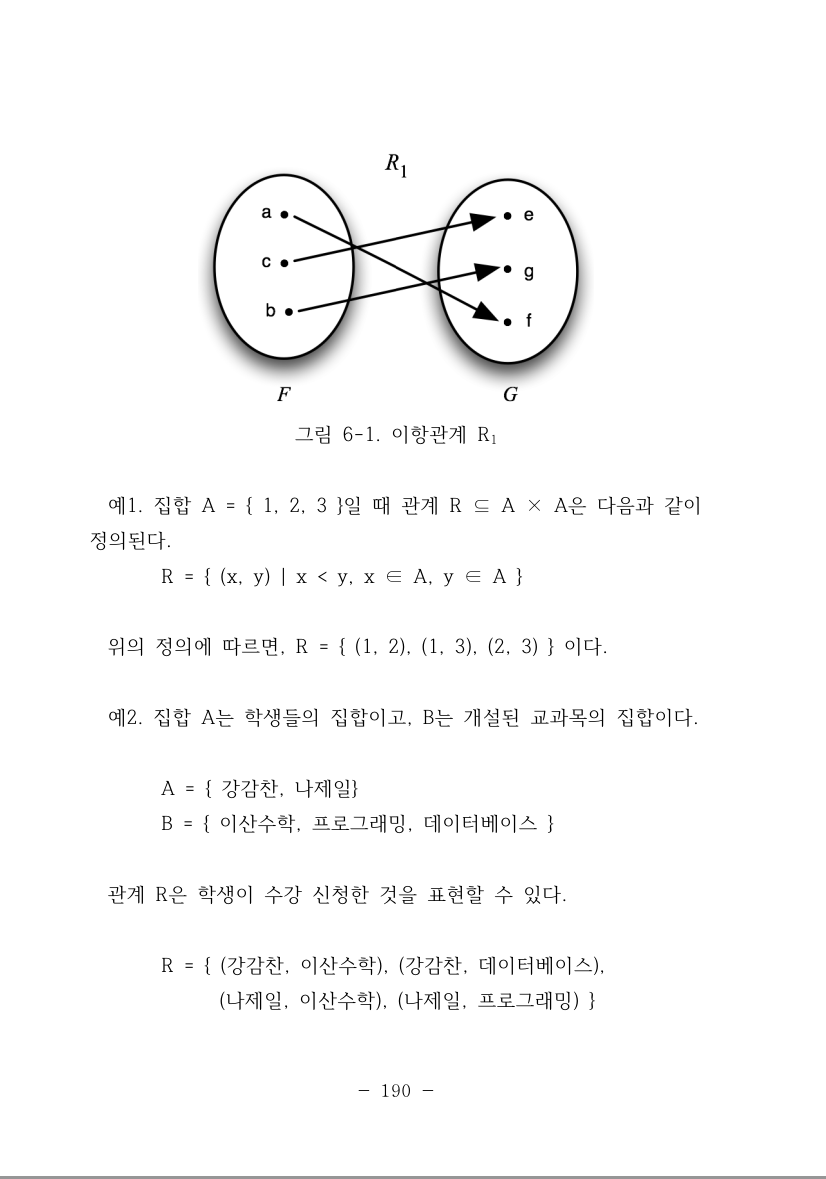 R₁
a
e
c
g
b
f
F
G
그림 6-1. 이항관계 R₁
예1. 집합 A = { 1, 2, 3 }일 때 관계 R ⊆ A × A은 다음과 같이
정의된다.
R = { (x, y) | x < y, x ∈ A, y ∈ A }
위의 정의에 따르면, R = { (1, 2), (1, 3), (2, 3) } 이다.
예2. 집합 A는 학생들의 집합이고, B는 개설된 교과목의 집합이다.
A = { 강감찬, 나제일}
B = { 이산수학, 프로그래밍, 데이터베이스 }
관계 R은 학생이 수강 신청한 것을 표현할 수 있다.
R = { (강감찬, 이산수학), (강감찬, 데이터베이스),
(나제일, 이산수학), (나제일, 프로그래밍) }
- 190 -